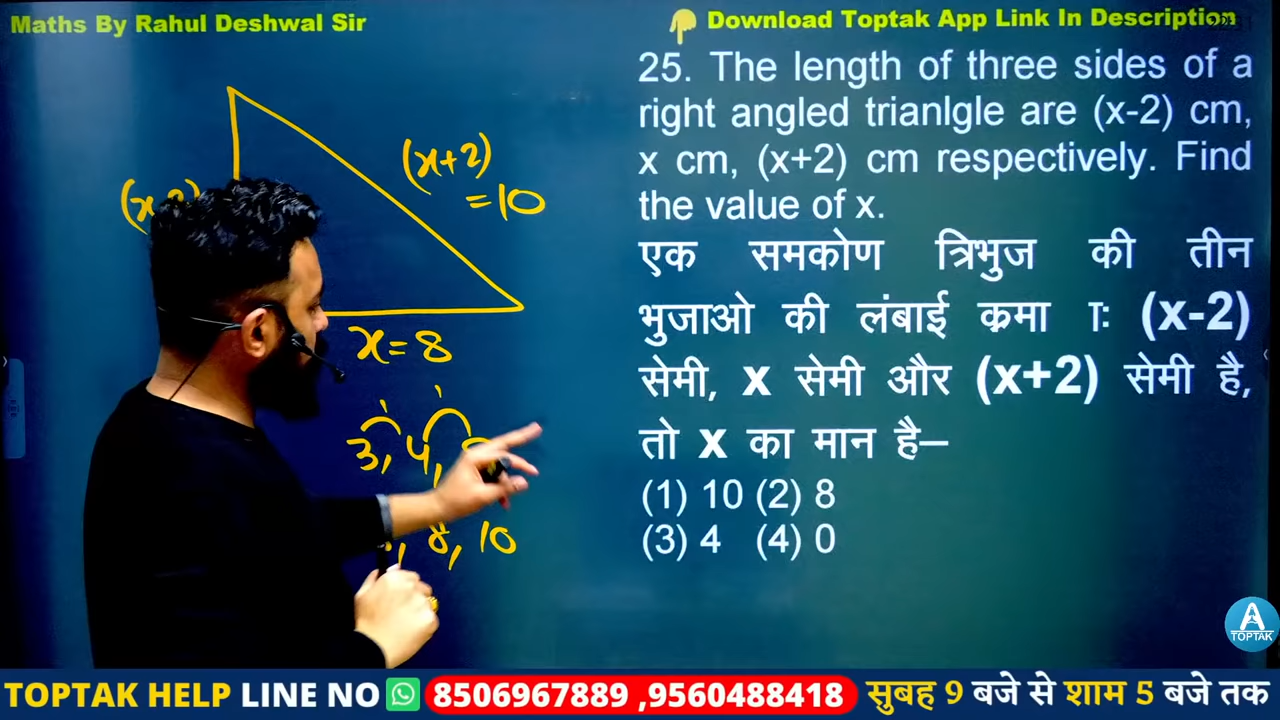 Maths By Rahul Deshwal Sir
Download Toptak App Link In Description
25. The length of three sides of a
right angled trianlgle are (x-2) cm,
x cm, (x+2) cm respectively. Find
the value of x.
एक समकोण त्रिभुज की तीन
भुजाओ की लंबाई क्रमा ाः (x-2)
सेमी, x सेमी और (x+2) सेमी है,
तो x का मान है–
(1) 10 (2) 8
(3) 4 (4) 0
(x+2)
=10
x=8
3, 4,
8, 10
A
TOPTAK
TOPTAK HELP LINE NO 8506967889 ,9560488418 सुबह 9 बजे से शाम 5 बजे तक